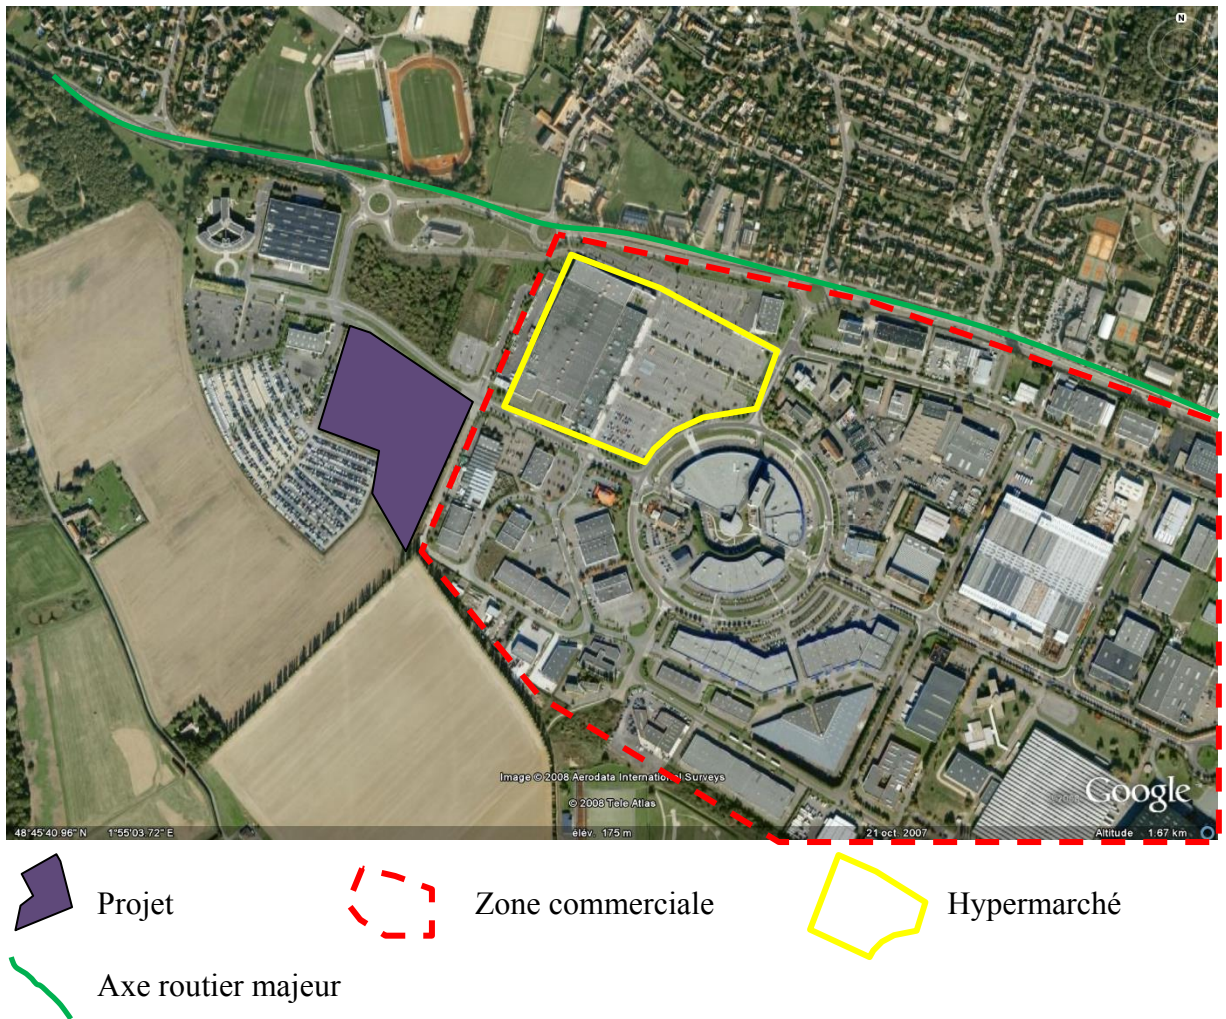 N
Image © 2008 Aerodata International Surveys
© 2008 Tele Atlas
Google
48°45'40.96" N 1°55'03.72" E élév. 175 m 21 oct. 2007 Altitude 1.67 km
Projet Zone commerciale Hypermarché
Axe routier majeur